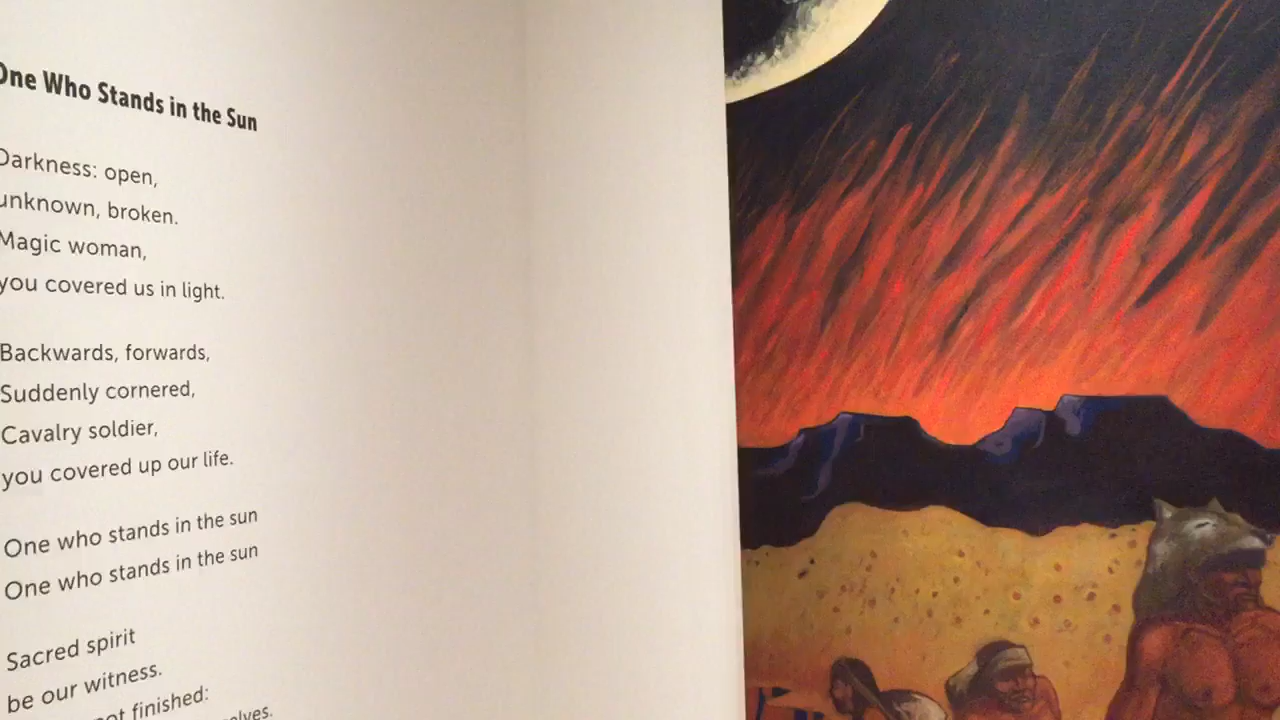 One Who Stands in the Sun
Darkness: open,
unknown, broken.
Magic woman,
you covered us in light.
Backwards, forwards,
Suddenly cornered,
Cavalry soldier,
you covered up our life.
One who stands in the sun
One who stands in the sun
Sacred spirit
be our witness.
finished: